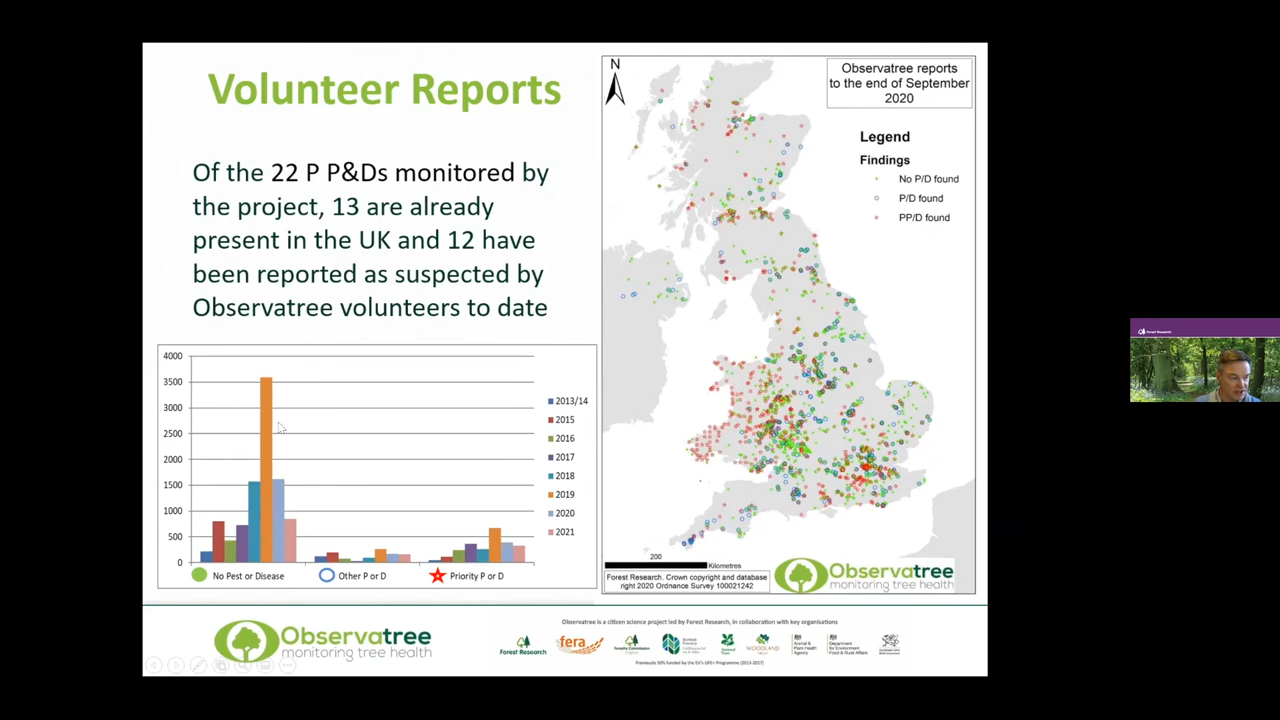 Volunteer Reports
Of the 22 P P&Ds monitored by
the project, 13 are already
present in the UK and 12 have
been reported as suspected by
Observatree volunteers to date
4000
3500
3000
2500
2000
1500
1000
500
0
2013/14
2015
2016
2017
2018
2019
2020
2021
No Pest or Disease
Other P or D
Priority P or D
N
Observatree reports
to the end of September
2020
Legend
Findings
No P/D found
P/D found
PP/D found
200
Kilometres
Forest Research. Crown copyright and database
right 2020 Ordnance Survey 100021242
Observatree
monitoring tree health
Observatree
monitoring tree health
Observatree is a citizen science project led by Forest Research, in collaboration with key organisations
Forest Research
fera
Forestry Commission
WOODLAND
TRUST
Animal &
Plant Health
Agency
Department
for Environment
Food & Rural Affairs
Previously 50% funded by the EU's LIFE+ Programme (2013-2017)
Forest Research